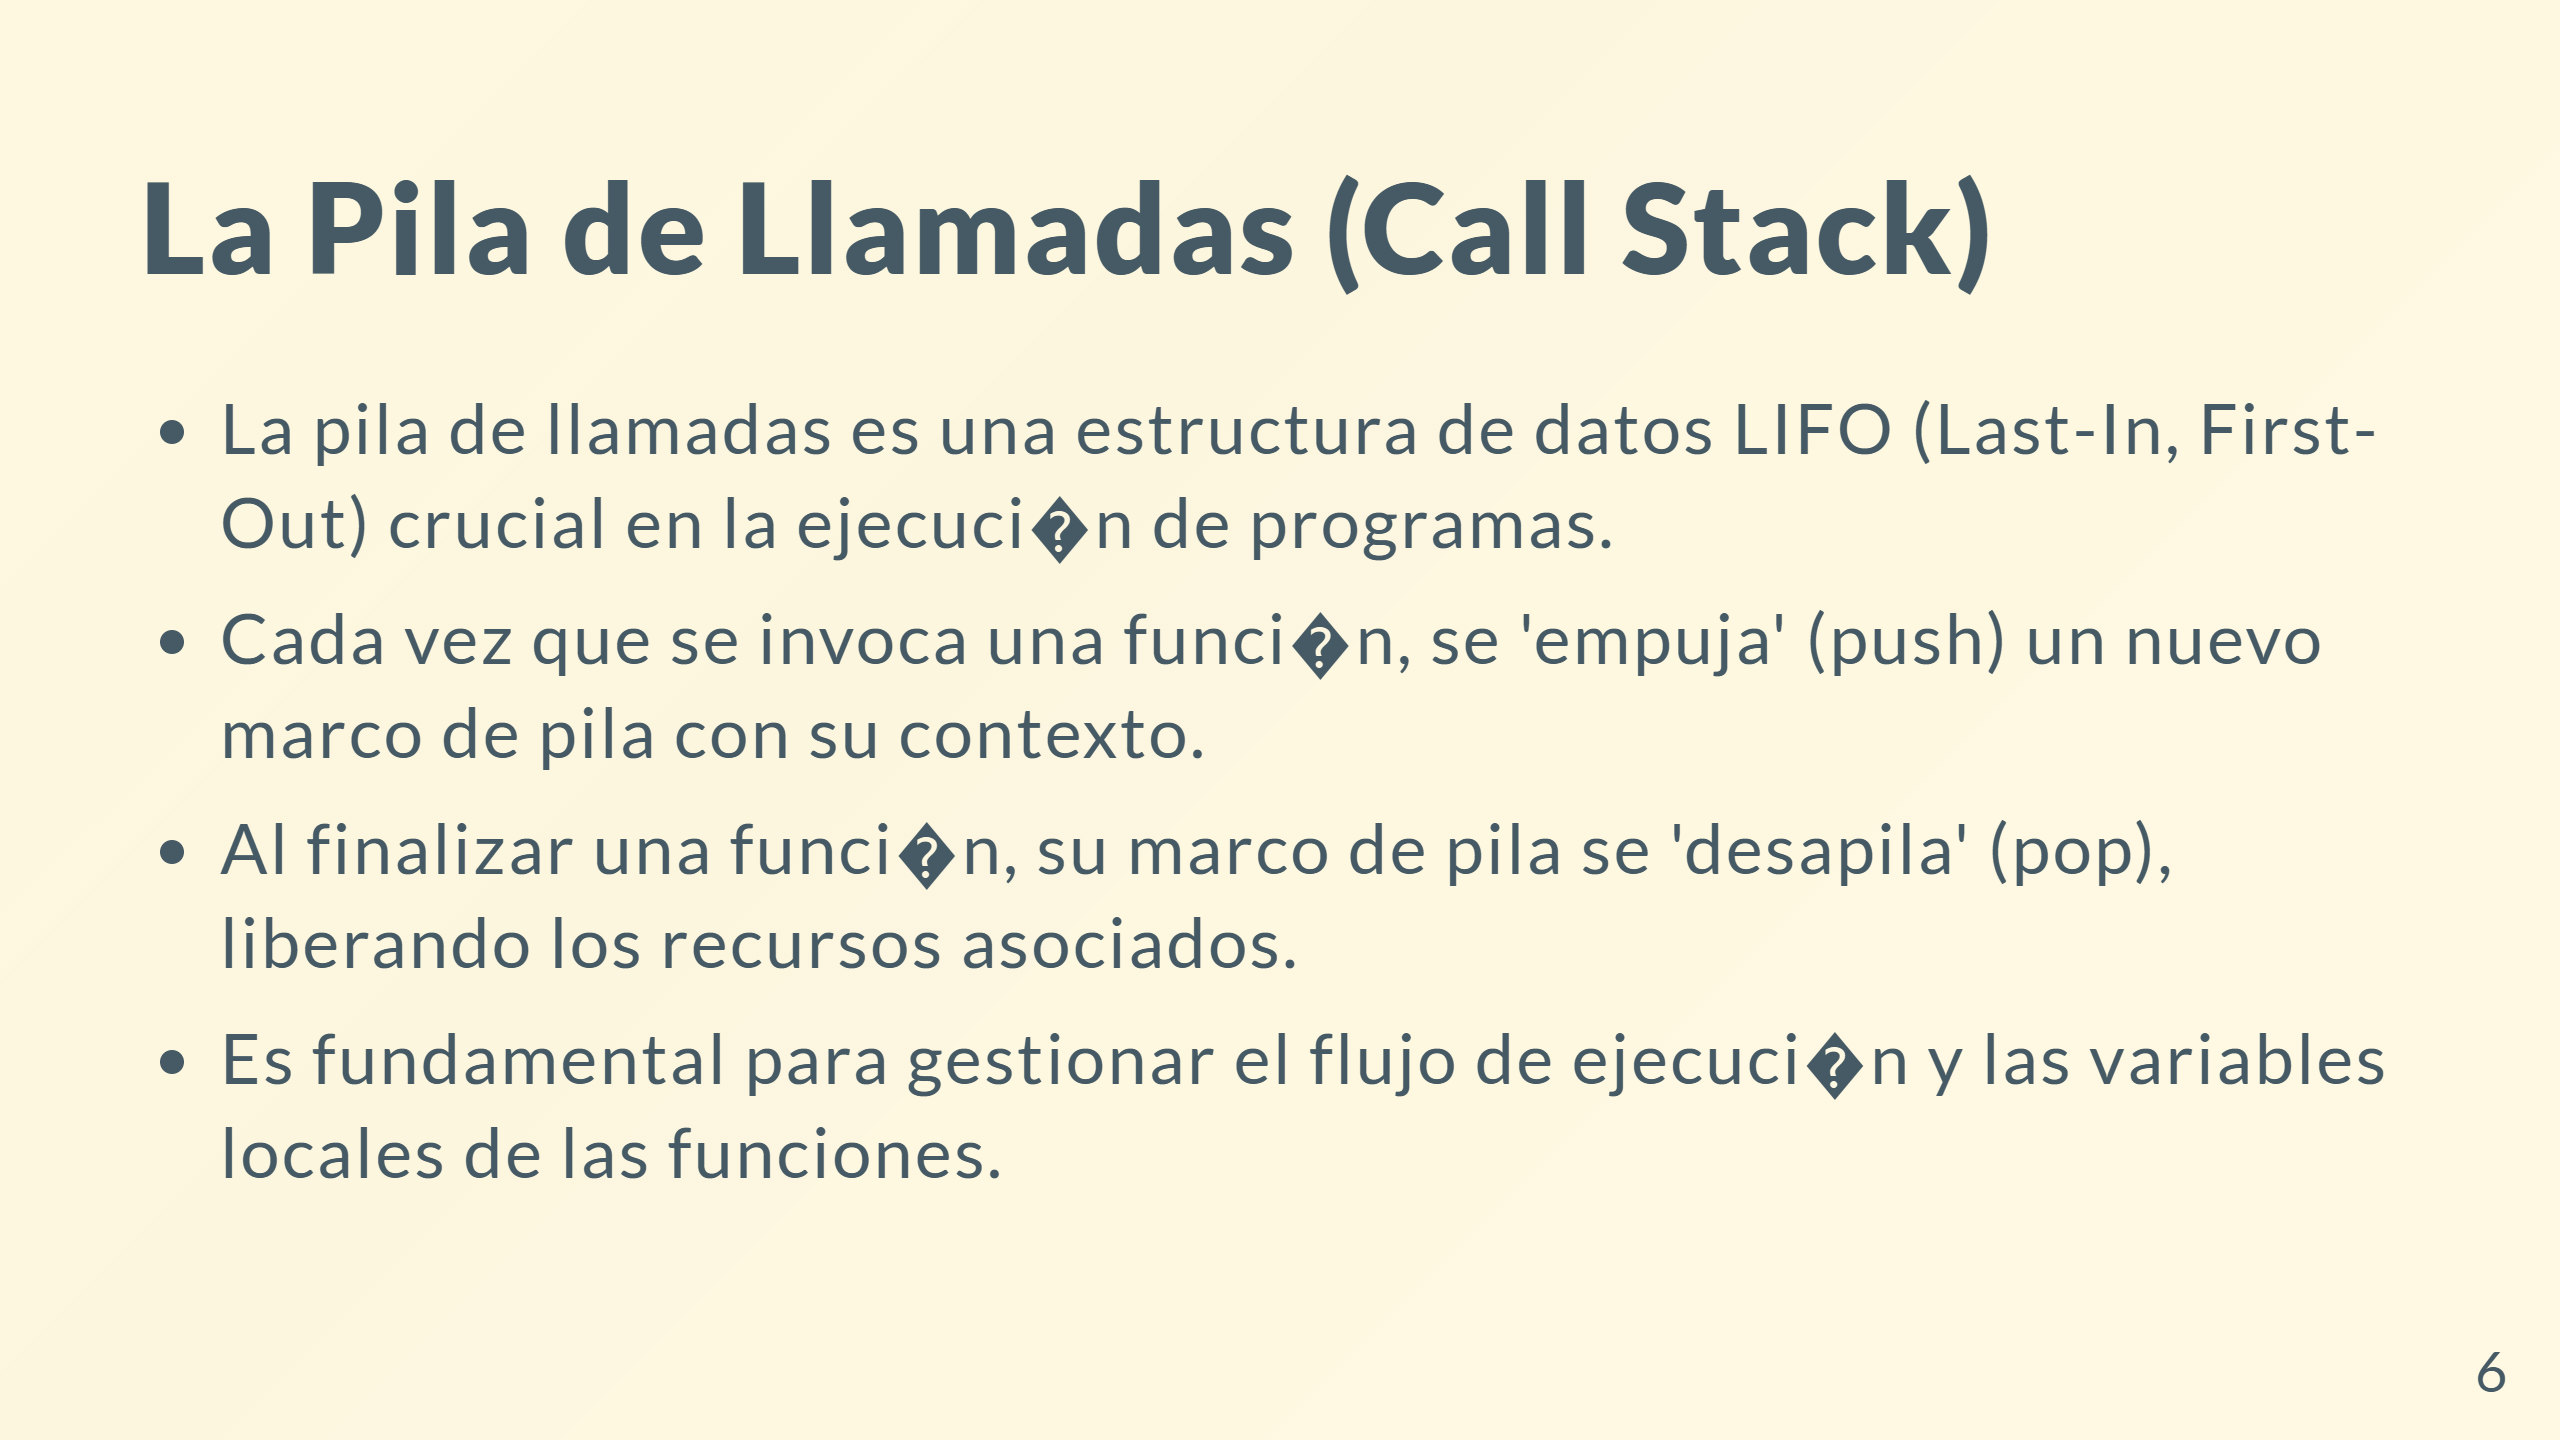 La Pila de Llamadas (Call Stack)
• La pila de llamadas es una estructura de datos LIFO (Last-In, First-
Out) crucial en la ejecuci�n de programas.
• Cada vez que se invoca una funci�n, se 'empuja' (push) un nuevo
marco de pila con su contexto.
• Al finalizar una funci�n, su marco de pila se 'desapila' (pop),
liberando los recursos asociados.
• Es fundamental para gestionar el flujo de ejecuci�n y las variables
locales de las funciones.
6